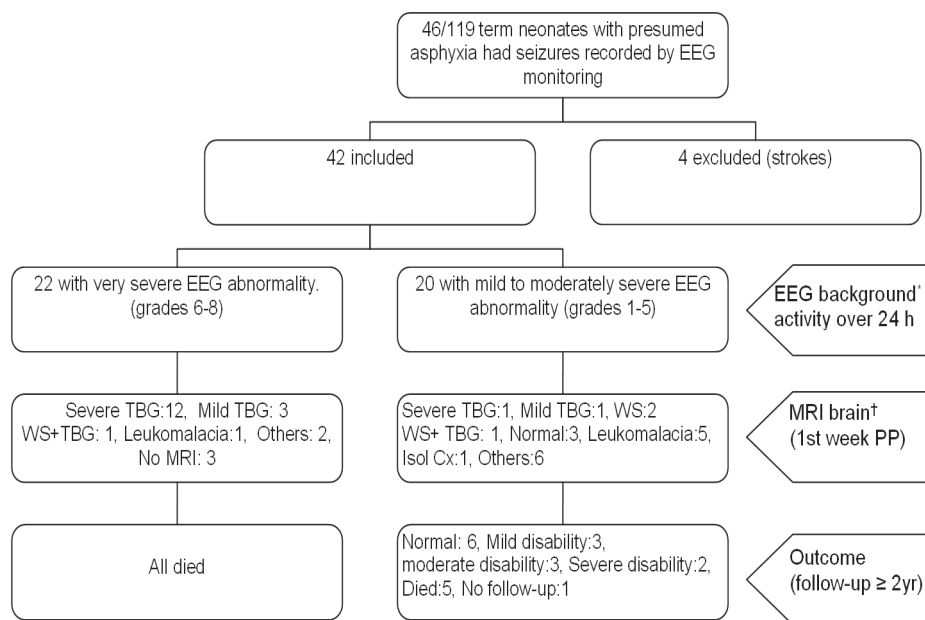 46/119 term neonates with presumed
asphyxia had seizures recorded by EEG
monitoring
42 included
4 excluded (strokes)
22 with very severe EEG abnormality.
(grades 6-8)
20 with mild to moderately severe EEG
abnormality (grades 1-5)
EEG background*
activity over 24 h
Severe TBG:12, Mild TBG: 3
WS+TBG: 1, Leukomalacia:1, Others: 2,
No MRI: 3
Severe TBG:1, Mild TBG:1, WS:2
WS+ TBG: 1, Normal:3, Leukomalacia:5,
Isol Cx:1, Others:6
MRI brain†
(1st week PP)
All died
Normal: 6, Mild disability:3,
moderate disability:3, Severe disability:2,
Died:5, No follow-up:1
Outcome
(follow-up ≥ 2yr)